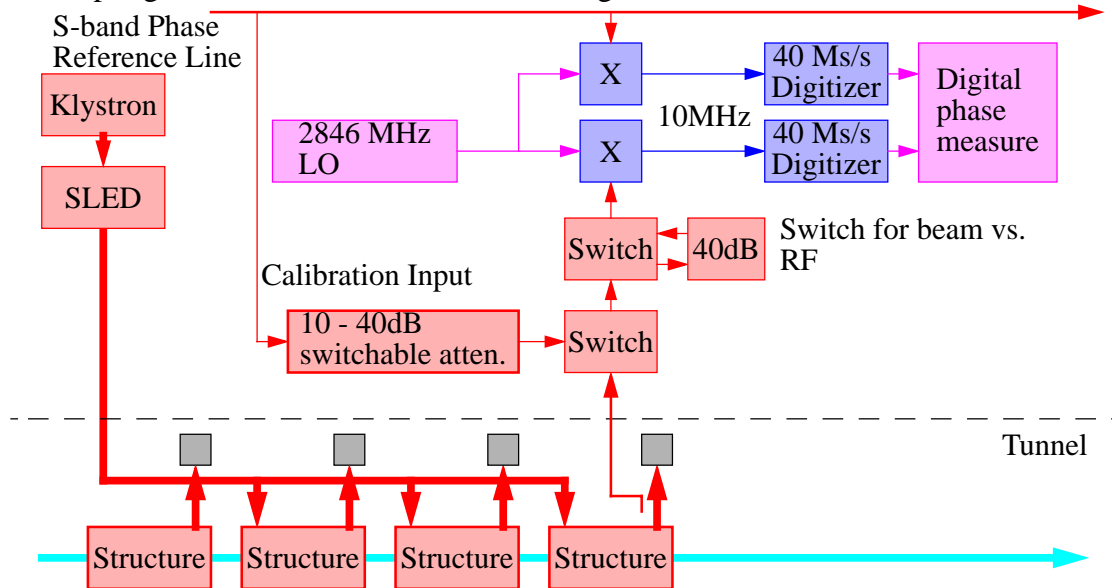 S-band Phase
Reference Line
Klystron
SLED
2846 MHz
LO
X
X
10MHz
40 Ms/s
Digitizer
40 Ms/s
Digitizer
Digital
phase
measure
Switch
40dB
Switch for beam vs.
RF
Calibration Input
10 - 40dB
switchable atten.
Switch
Tunnel
Structure
Structure
Structure
Structure